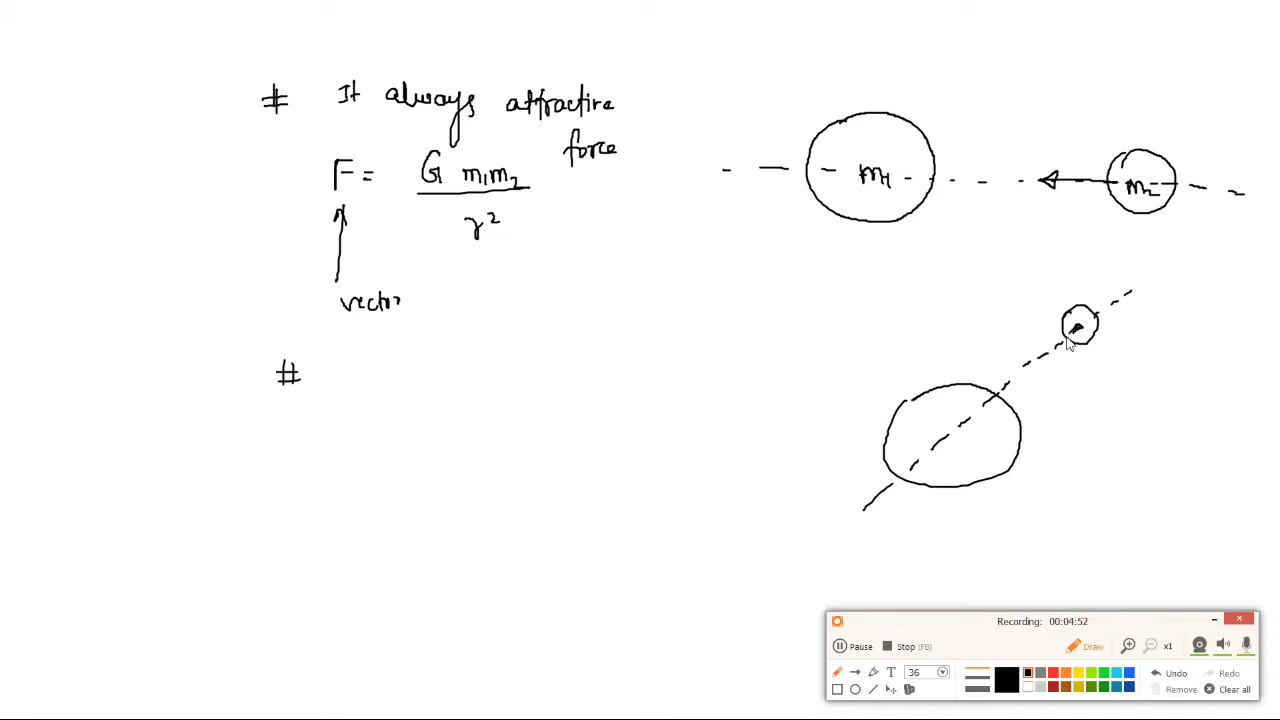 # It always attractive
force
F = G m1m2
r2
vector
#
m1
m2
Recording: 00:04:52
Pause
Stop (F8)
Draw
x1
T
36
Undo
Redo
Remove
Clear all